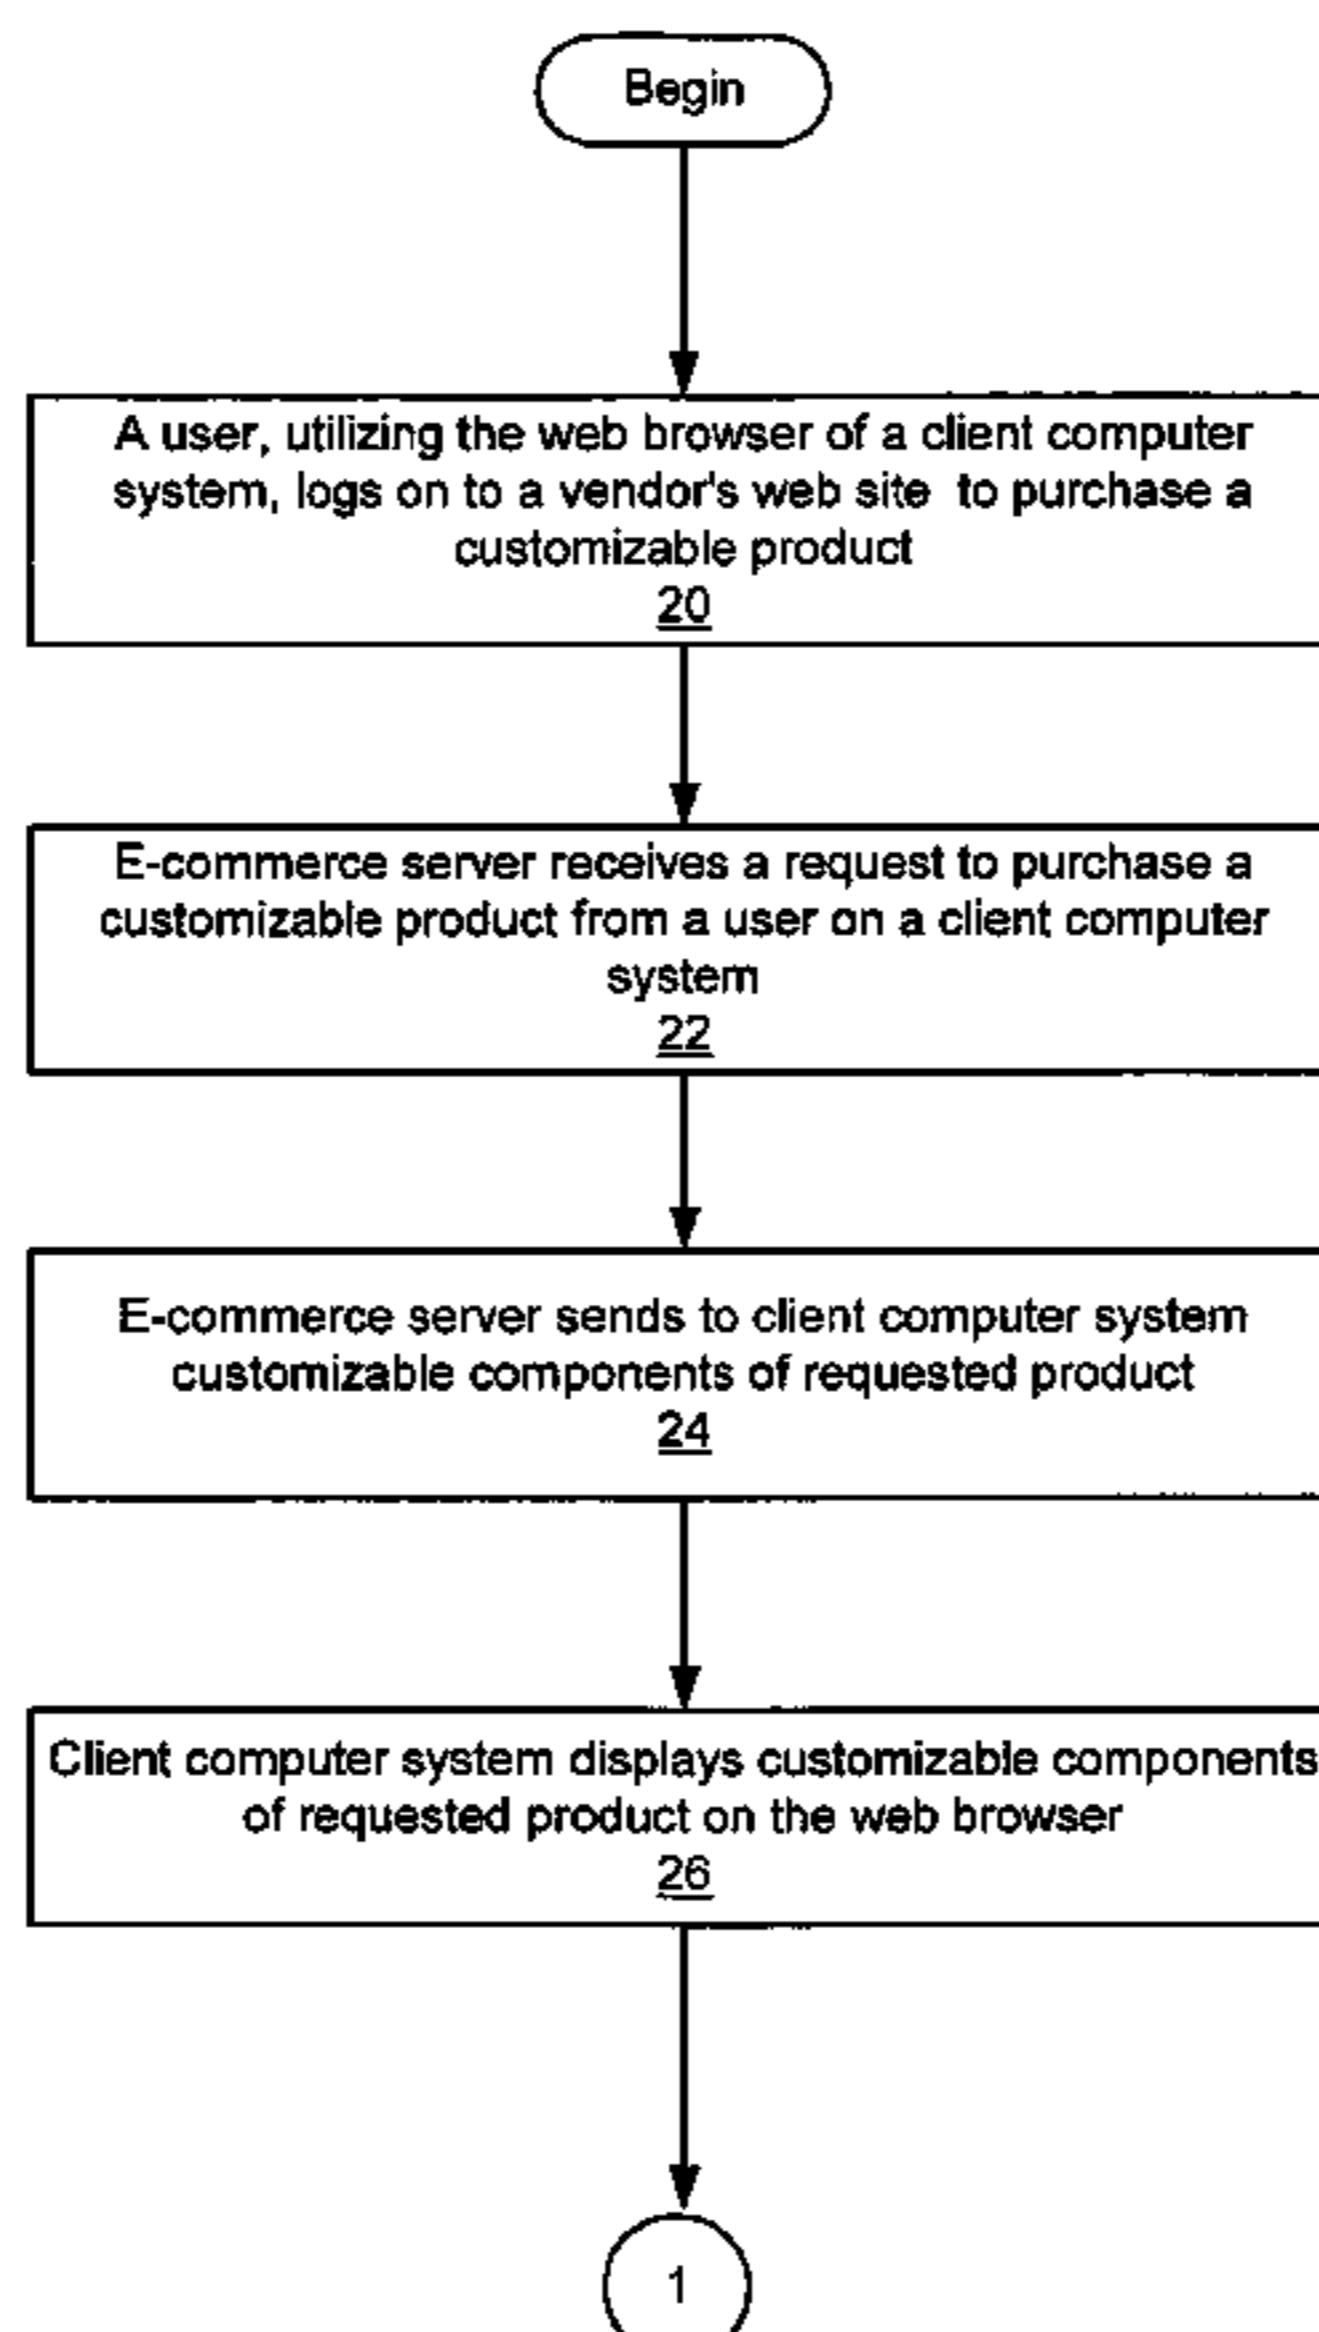 Begin
A user, utilizing the web browser of a client computer
system, logs on to a vendor's web site  to purchase a
customizable product
20
E-commerce server receives a request to purchase a
customizable product from a user on a client computer
system
22
E-commerce server sends to client computer system
customizable components of requested product
24
Client computer system displays customizable components
of requested product on the web browser
26
1